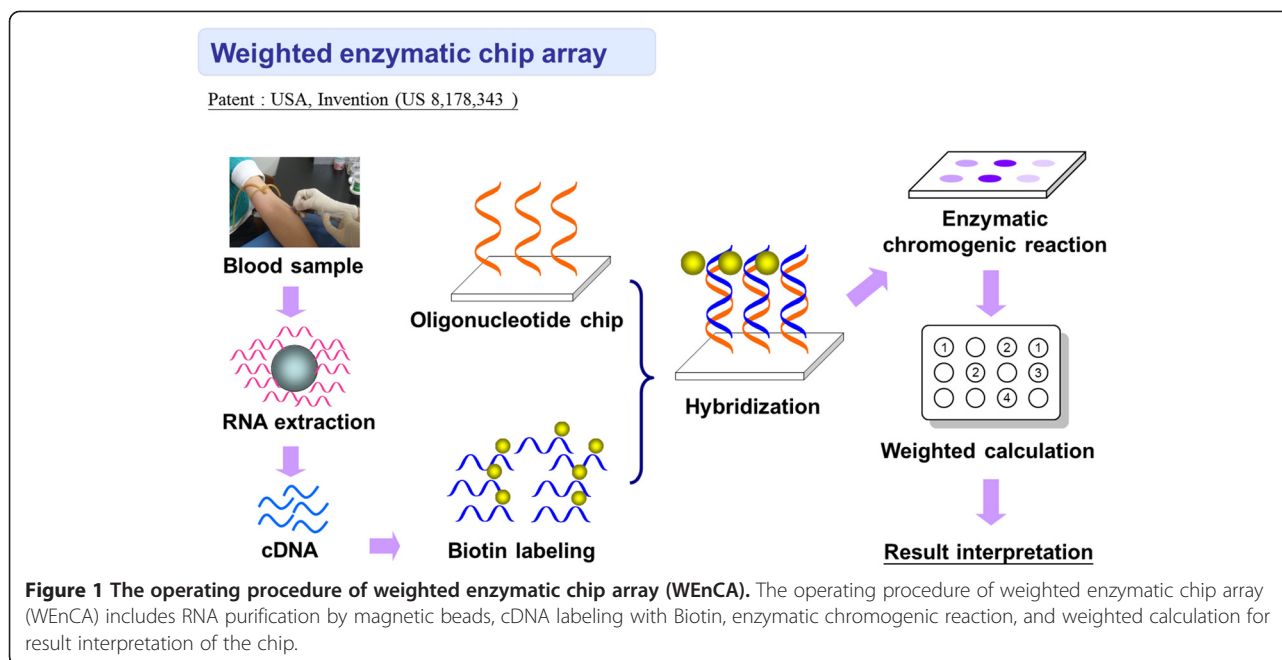 Weighted enzymatic chip array
Patent : USA, Invention (US 8,178,343 )
Blood sample
RNA extraction
cDNA
Oligonucleotide chip
Biotin labeling
Hybridization
Enzymatic
chromogenic reaction
1 2 1
2 3
4
Weighted calculation
Result interpretation
Figure 1 The operating procedure of weighted enzymatic chip array (WEnCA). The operating procedure of weighted enzymatic chip array
(WEnCA) includes RNA purification by magnetic beads, cDNA labeling with Biotin, enzymatic chromogenic reaction, and weighted calculation for
result interpretation of the chip.